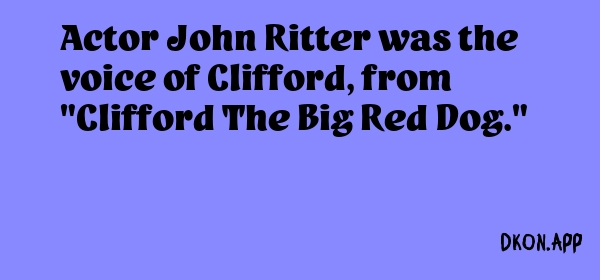 Actor John Ritter was the
voice of Clifford, from
"Clifford The Big Red Dog."
DKON.APP